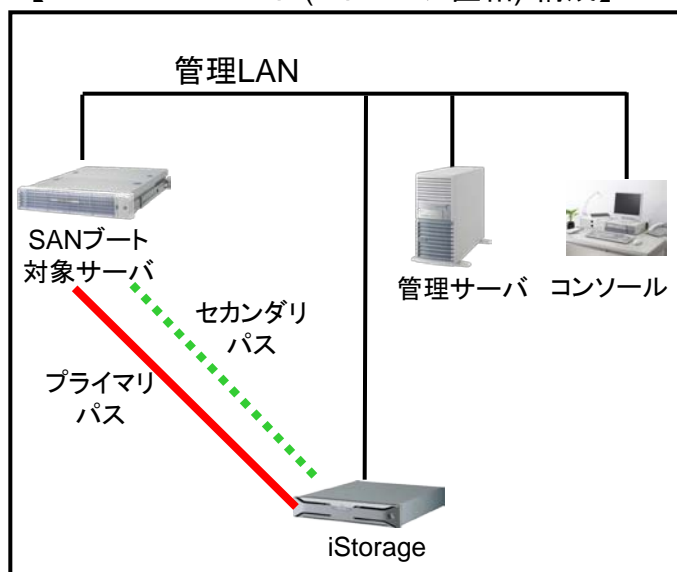 管理LAN
SANブート
対象サーバ
管理サーバ
コンソール
セカンダリ
パス
プライマリ
パス
iStorage